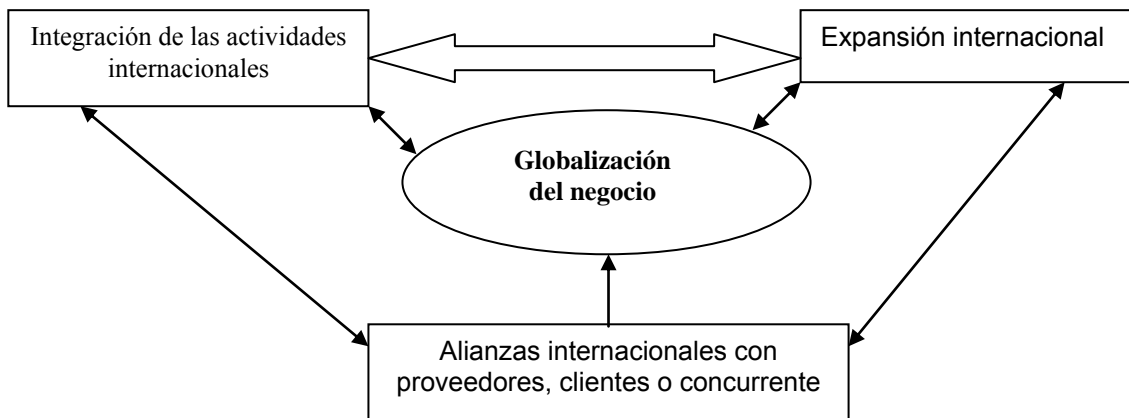 Integración de las actividades
internacionales
Expansión internacional
Globalización
del negocio
Alianzas internacionales con
proveedores, clientes o concurrente